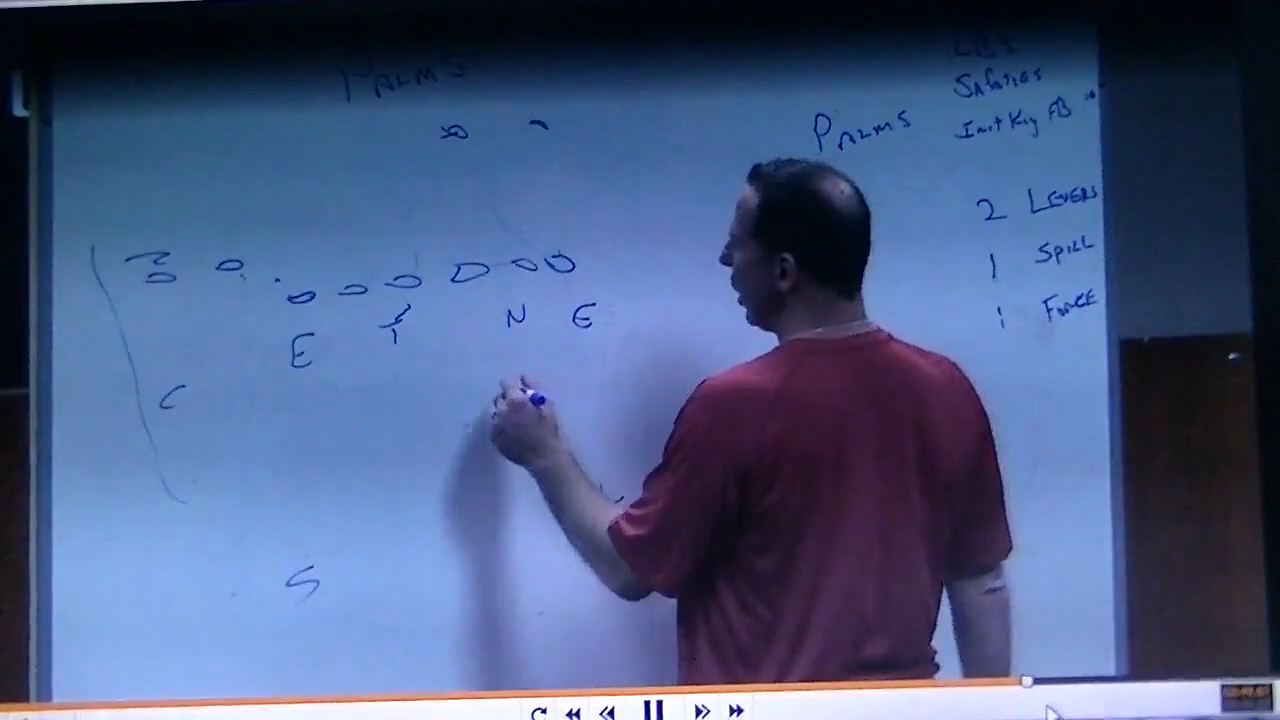 PALMS
PALMS
Safeties
Init Key FB
2 Levers
1 Spill
1 Force
E T N E
C
S